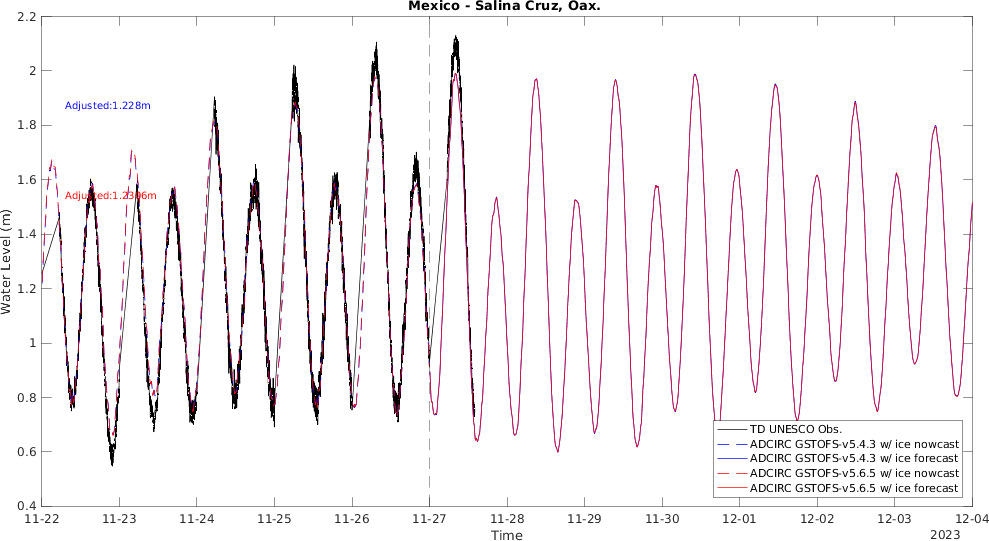 Mexico - Salina Cruz, Oax.
2.2
2
1.8
1.6
1.4
1.2
1
0.8
0.6
0.4
Water Level (m)
Adjusted:1.228m
Adjusted:1.2306m
TD UNESCO Obs.
ADCIRC GSTOFS-v5.4.3 w/ ice nowcast
ADCIRC GSTOFS-v5.4.3 w/ ice forecast
ADCIRC GSTOFS-v5.6.5 w/ ice nowcast
ADCIRC GSTOFS-v5.6.5 w/ ice forecast
11-22 11-23 11-24 11-25 11-26 11-27 11-28 11-29 11-30 12-01 12-02 12-03 12-04
Time
2023